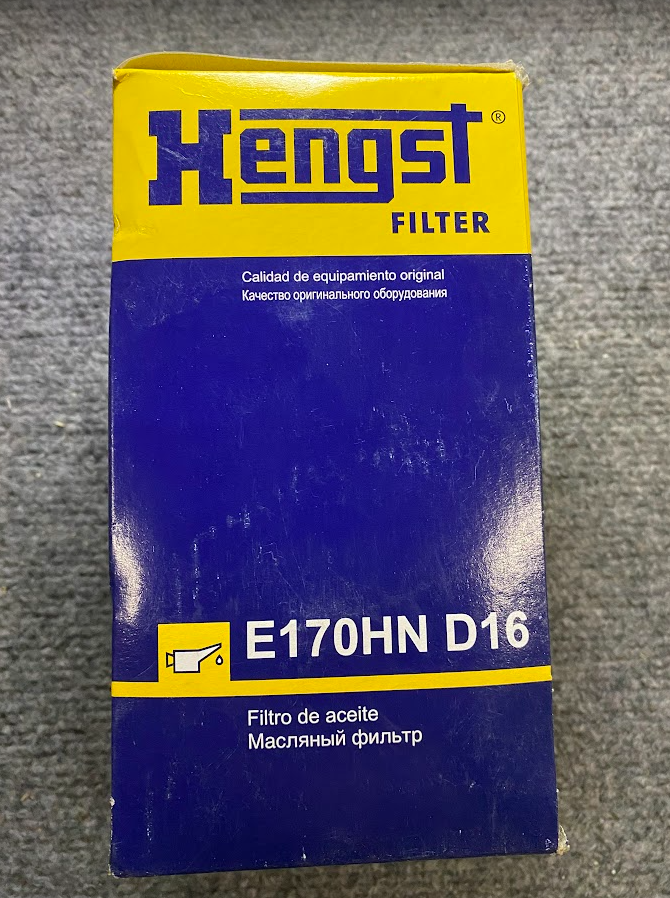 Hengst®
FILTER
Calidad de equipamiento original
Качество оригинального оборудования
E170HN D16
Filtro de aceite
Масляный фильтр